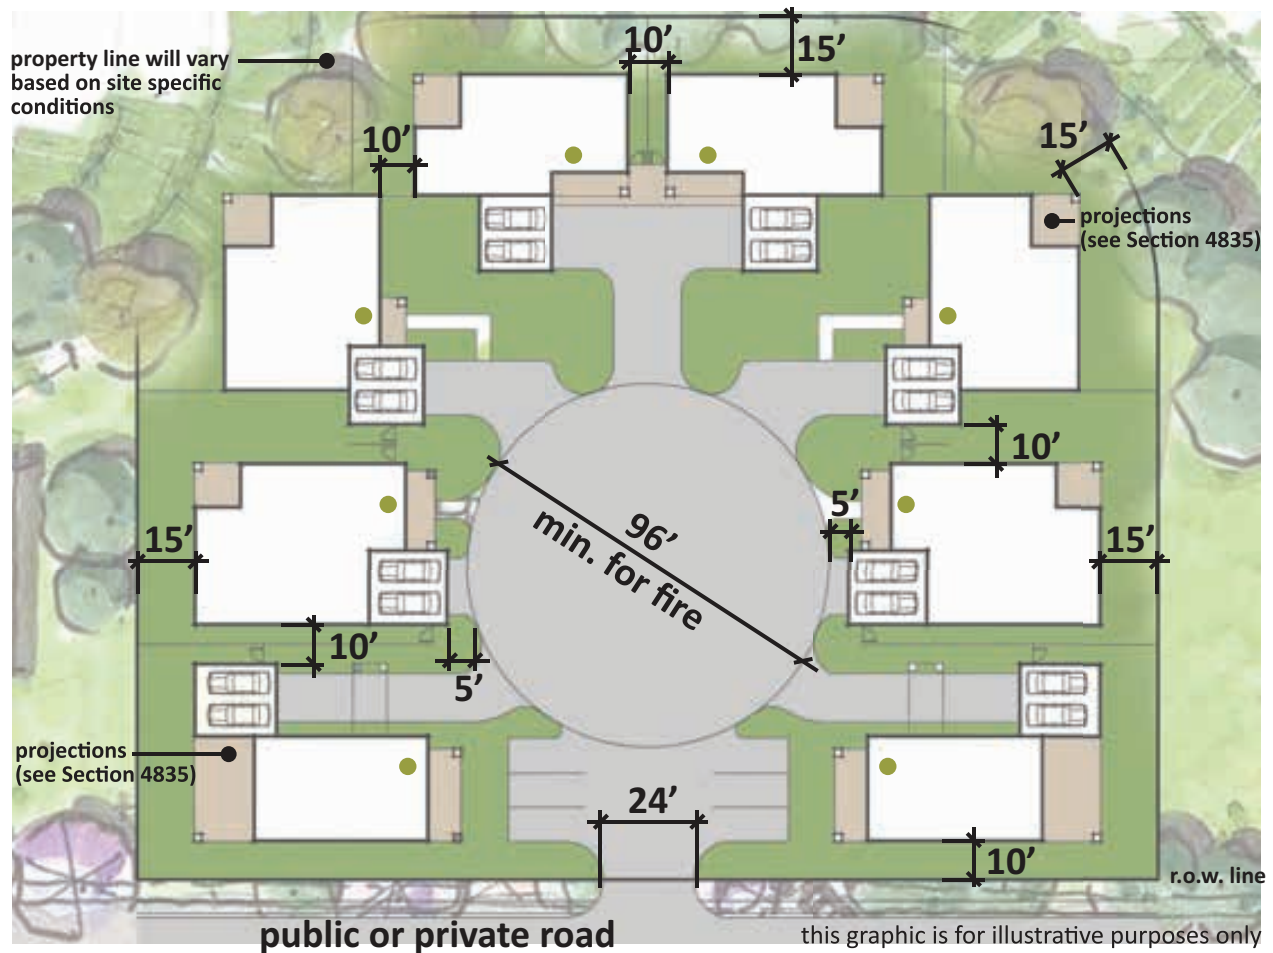 10’
15’
property line will vary
based on site specific
conditions
10’
15’
projections
(see Section 4835)
10’
5’
96’
min. for fire
15’
15’
10’
5’
projections
(see Section 4835)
24’
10’
r.o.w. line
public or private road
this graphic is for illustrative purposes only